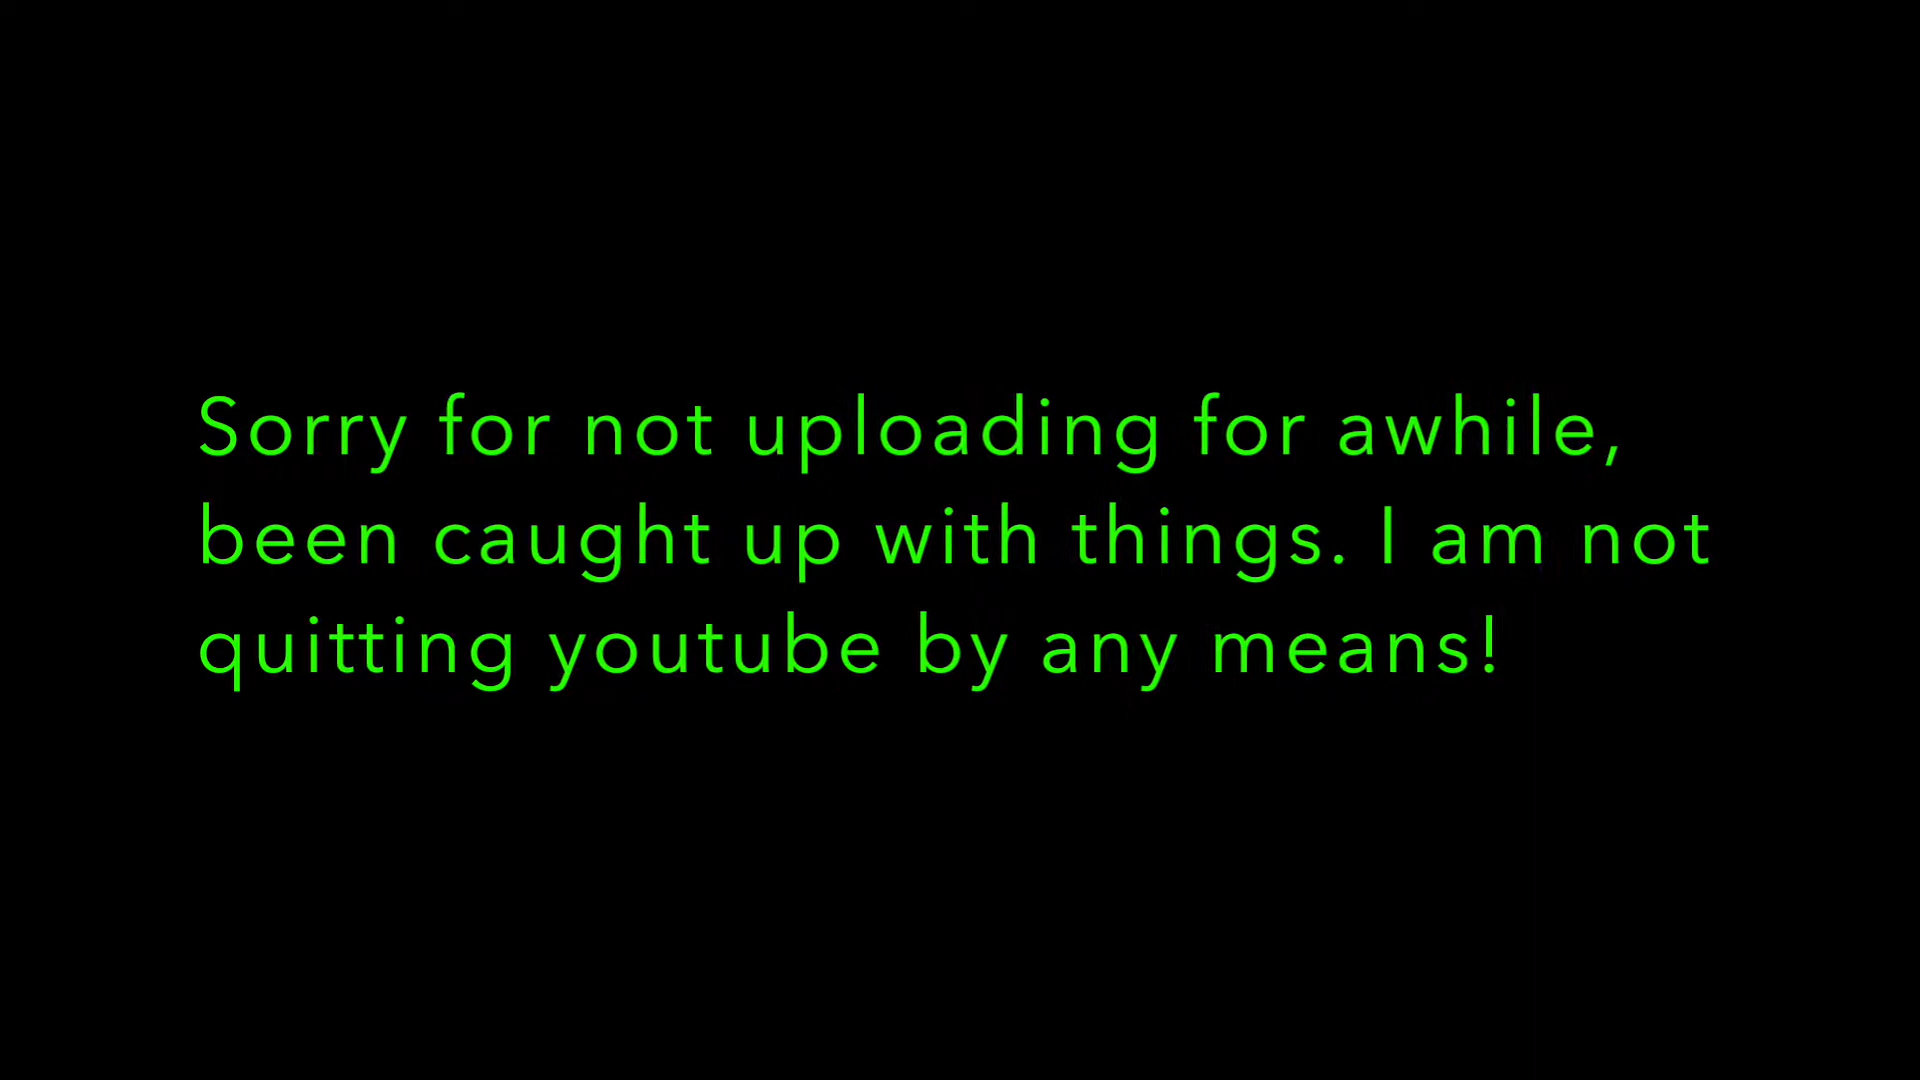 Sorry for not uploading for awhile,
been caught up with things. I am not
quitting youtube by any means!